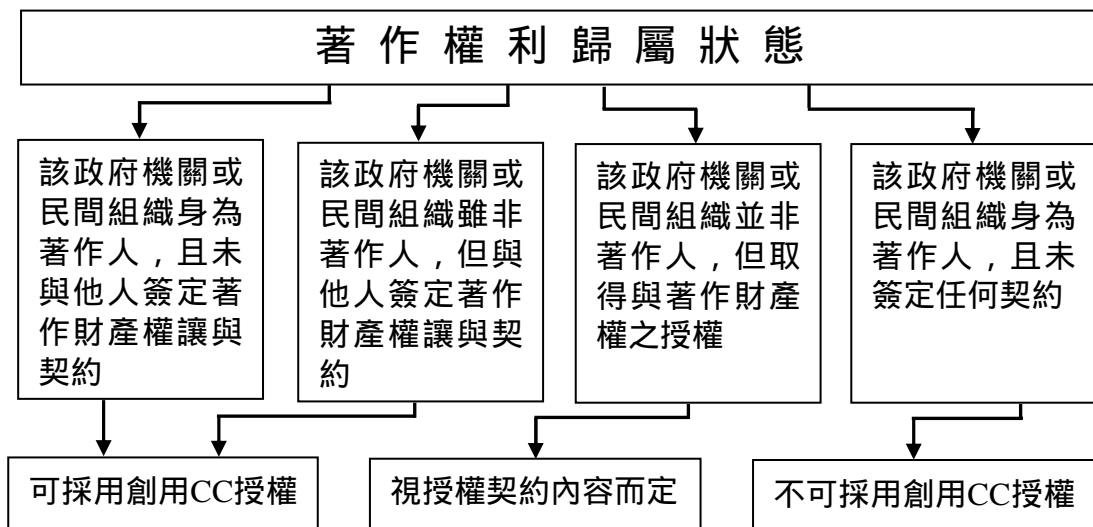 著作權利歸屬狀態
該政府機關或
民間組織身為
著作人，且未
與他人簽定著
作財產權讓與
契約
該政府機關或
民間組織雖非
著作人，但與
他人簽定著作
財產權讓與契
約
該政府機關或
民間組織並非
著作人，但取
得與著作財產
權之授權
該政府機關或
民間組織身為
著作人，且未
簽定任何契約
可採用創用CC授權
視授權契約內容而定
不可採用創用CC授權